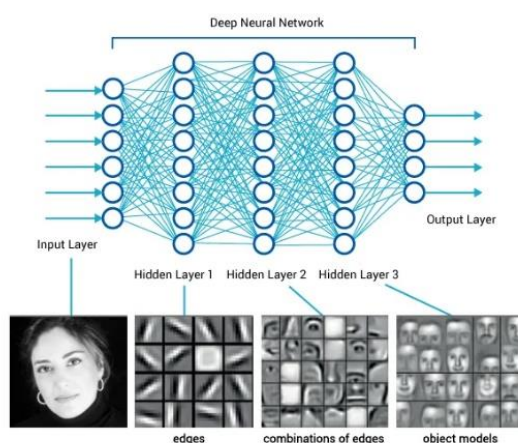 Deep Neural Network
Input Layer
Output Layer
Hidden Layer 1
Hidden Layer 2
Hidden Layer 3
edges
combinations of edges
object models